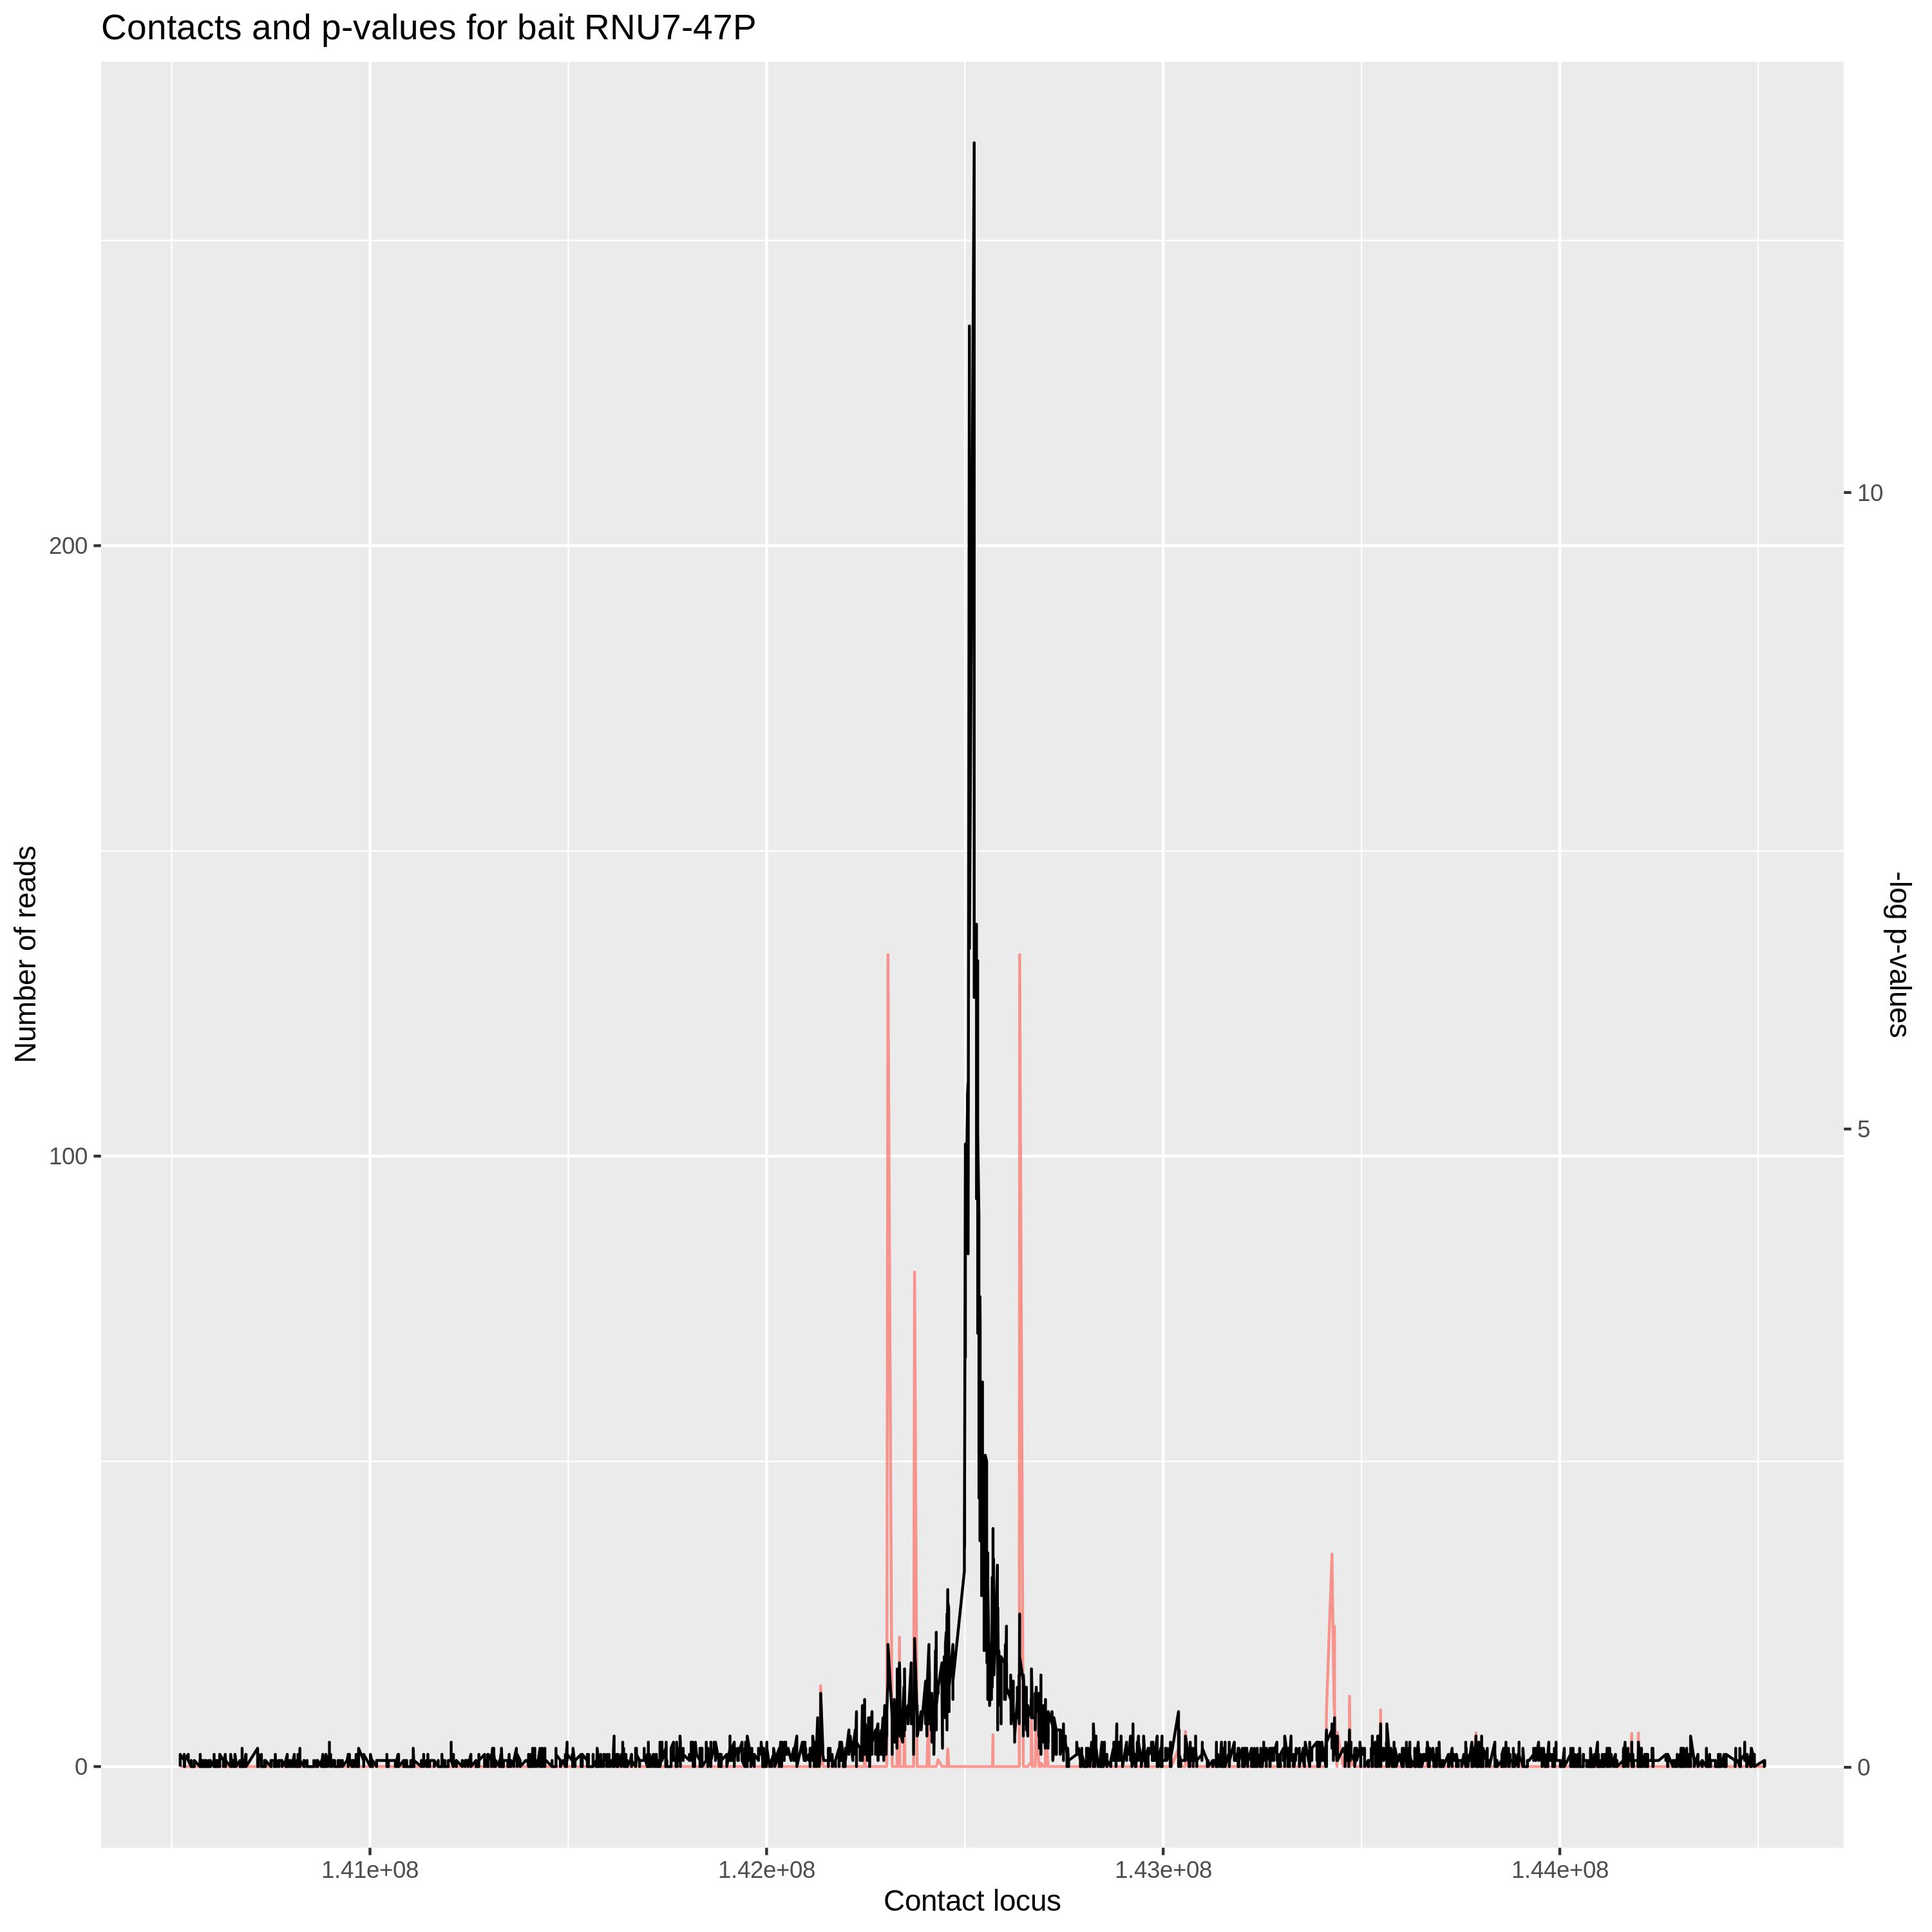 Contacts and p-values for bait RNU7-47P
Number of reads
200
100
0
10
5
0
-log p-values
1.41e+08 1.42e+08 1.43e+08 1.44e+08
Contact locus